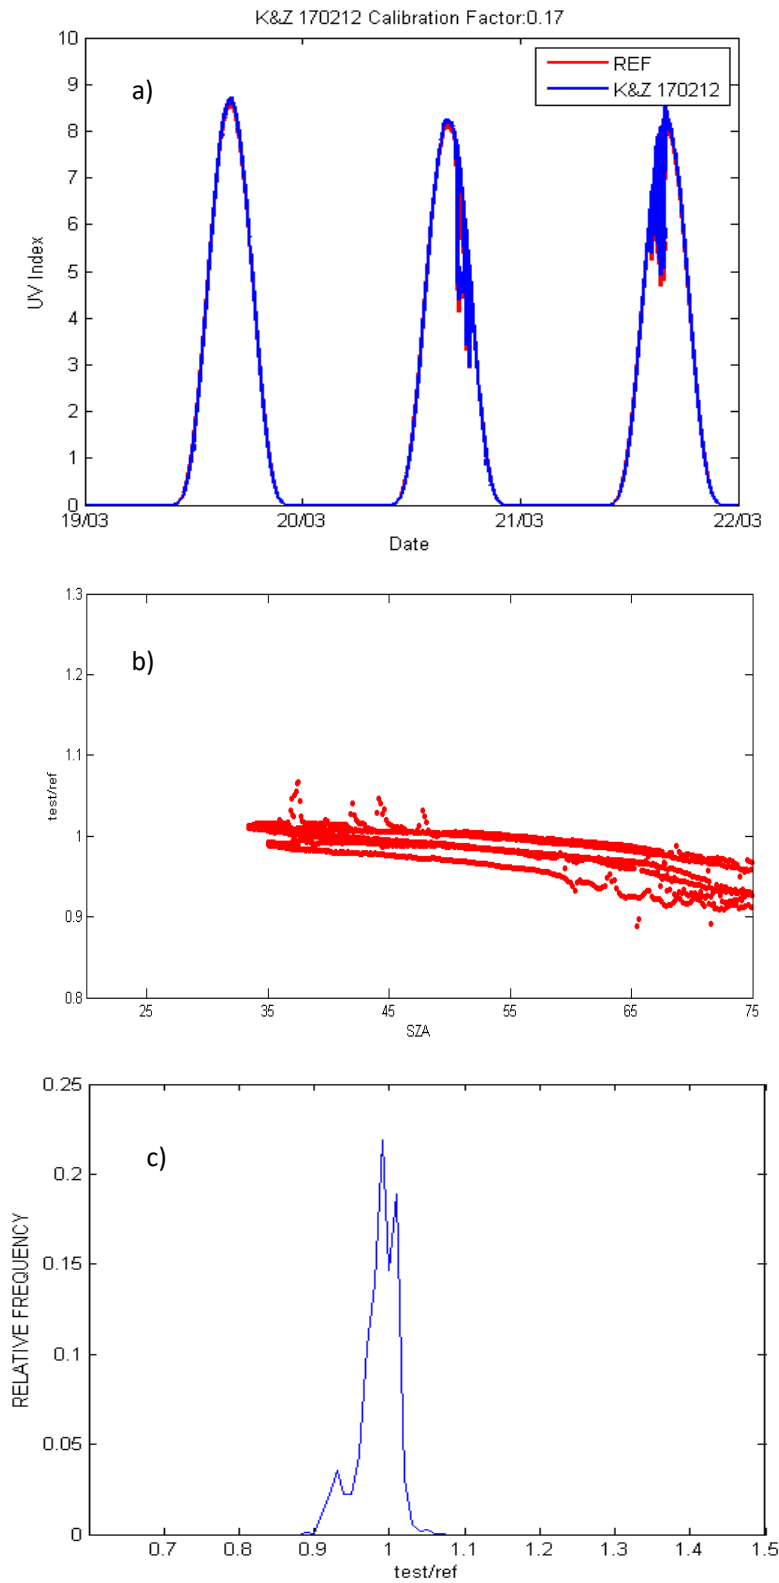 K&Z 170212 Calibration Factor:0.17
a)
REF
K&Z 170212
10
9
8
7
6
5
4
3
2
1
0
UV Index
19/03 20/03 21/03 22/03
Date
b)
1.3
1.2
1.1
1
0.9
0.8
test/ref
25 35 45 55 65 75
SZA
c)
0.25
0.2
0.15
0.1
0.05
0
RELATIVE FREQUENCY
0.7 0.8 0.9 1 1.1 1.2 1.3 1.4 1.5
test/ref